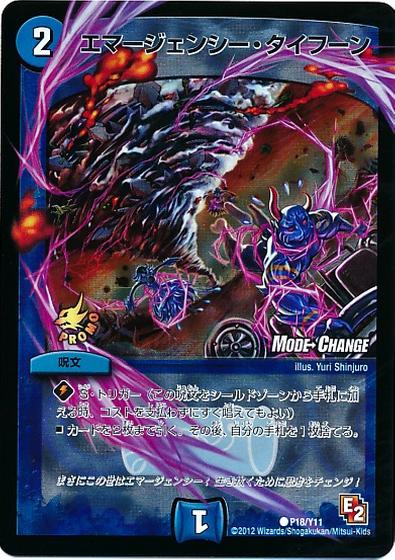 2
エマージェンシー・タイフーン
PROMO
MODE CHANGE
呪文
illus. Yuri Shinjuro
S・トリガー（この呪文をシールドゾーンから手札に加
える時、コストを支払わずにすぐ唱えてもよい）
カードを2枚まで引く。その後、自分の手札を1枚捨てる。
まさにこの世はエマージェンシー！生き抜くために悪さをチェンジ！
1
E2
P18/Y11
©2012 Wizards/Shogakukan/Mitsui-Kids